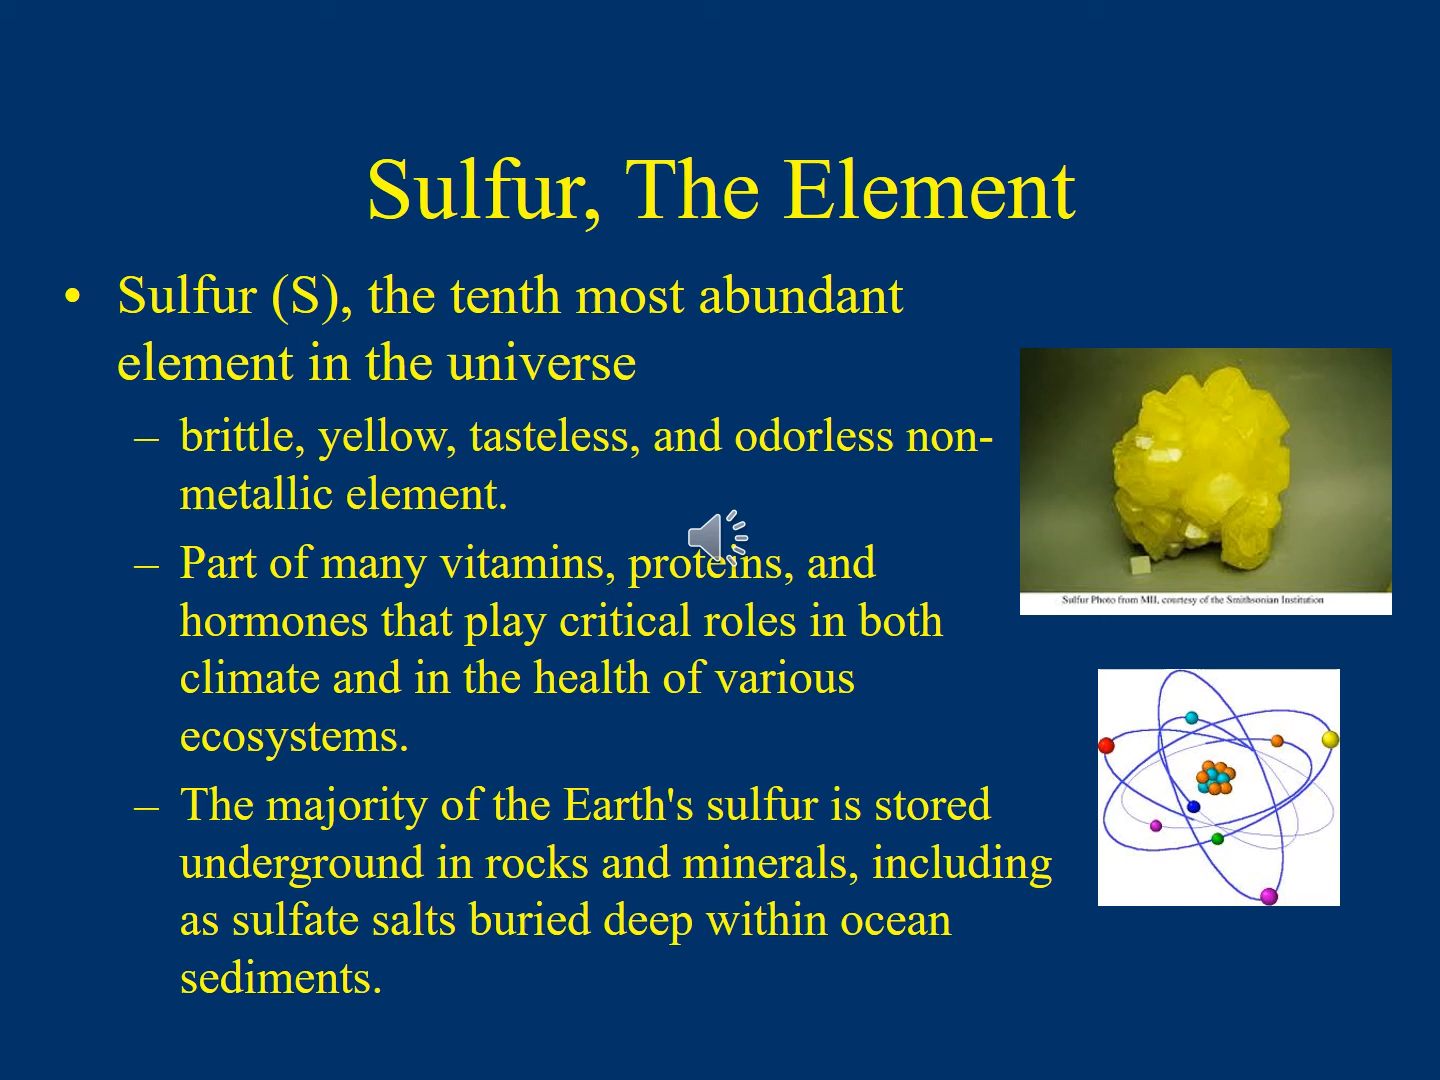 Sulfur, The Element
• Sulfur (S), the tenth most abundant
element in the universe
– brittle, yellow, tasteless, and odorless non-
metallic element.
– Part of many vitamins, proteins, and
hormones that play critical roles in both
climate and in the health of various
ecosystems.
– The majority of the Earth's sulfur is stored
underground in rocks and minerals, including
as sulfate salts buried deep within ocean
sediments.
Sulfur Photo from MII, courtesy of the Smithsonian Institution